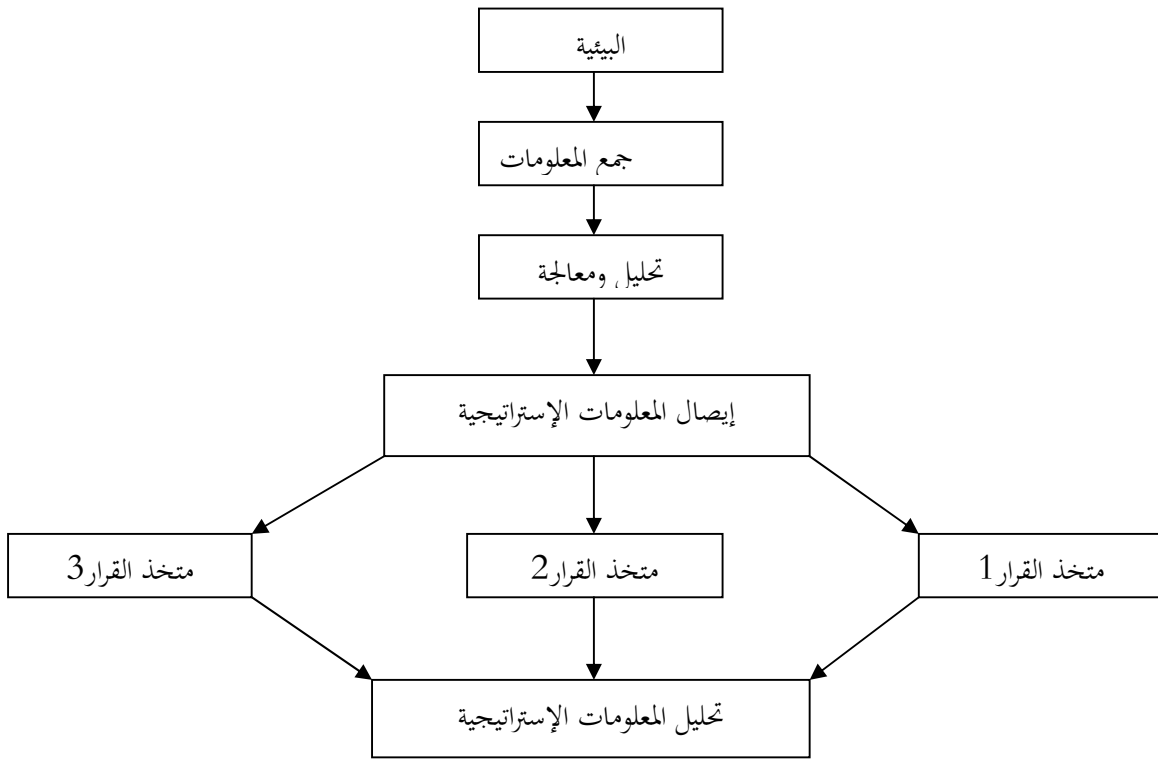 البيئية
جمع المعلومات
تحليل ومعالجة
إيصال المعلومات الإستراتيجية
متخذ القرار1
متخذ القرار2
متخذ القرار3
تحليل المعلومات الإستراتيجية